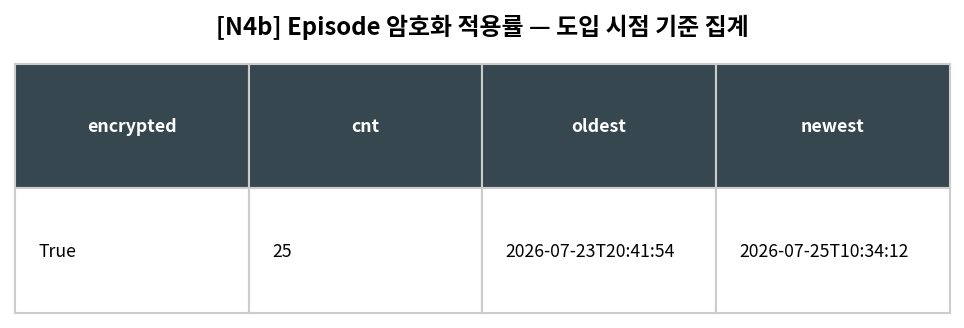 [N4b] Episode 암호화 적용률 — 도입 시점 기준 집계
encrypted cnt oldest newest
True 25 2026-07-23T20:41:54 2026-07-25T10:34:12